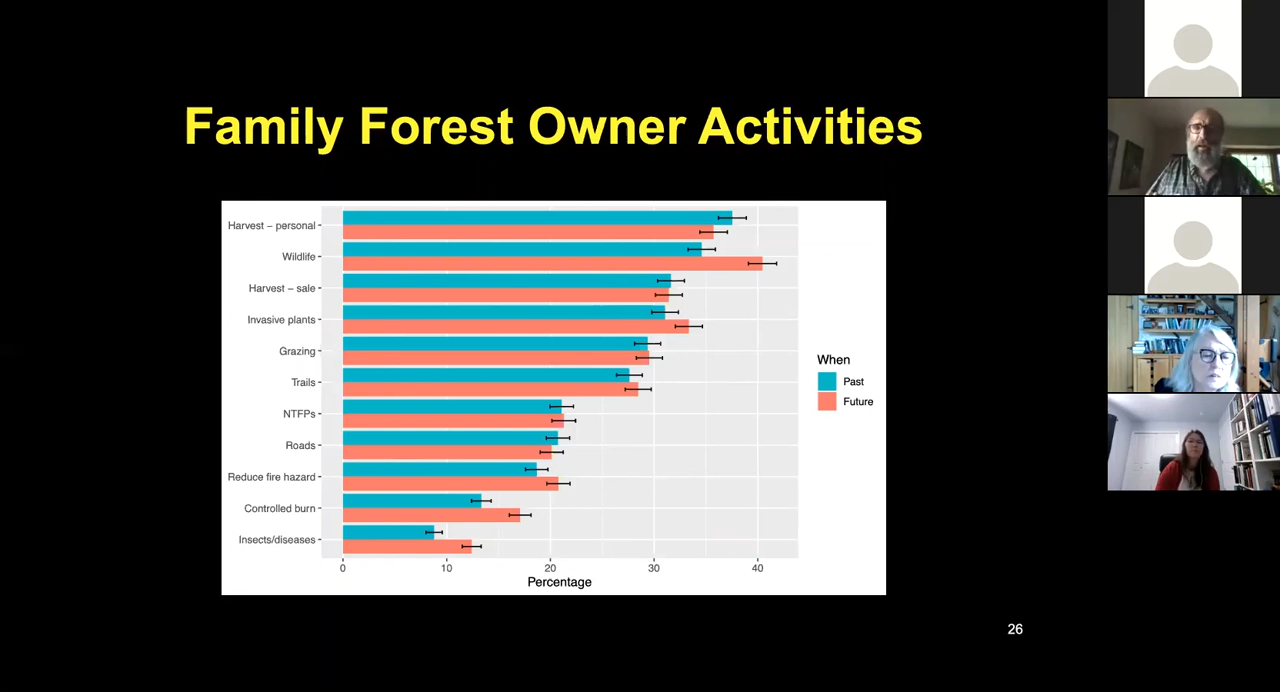 Family Forest Owner Activities
Harvest – personal
Wildlife
Harvest – sale
Invasive plants
Grazing
Trails
NTFPs
Roads
Reduce fire hazard
Controlled burn
Insects/diseases
0 10 20 30 40
Percentage
When
Past
Future
26